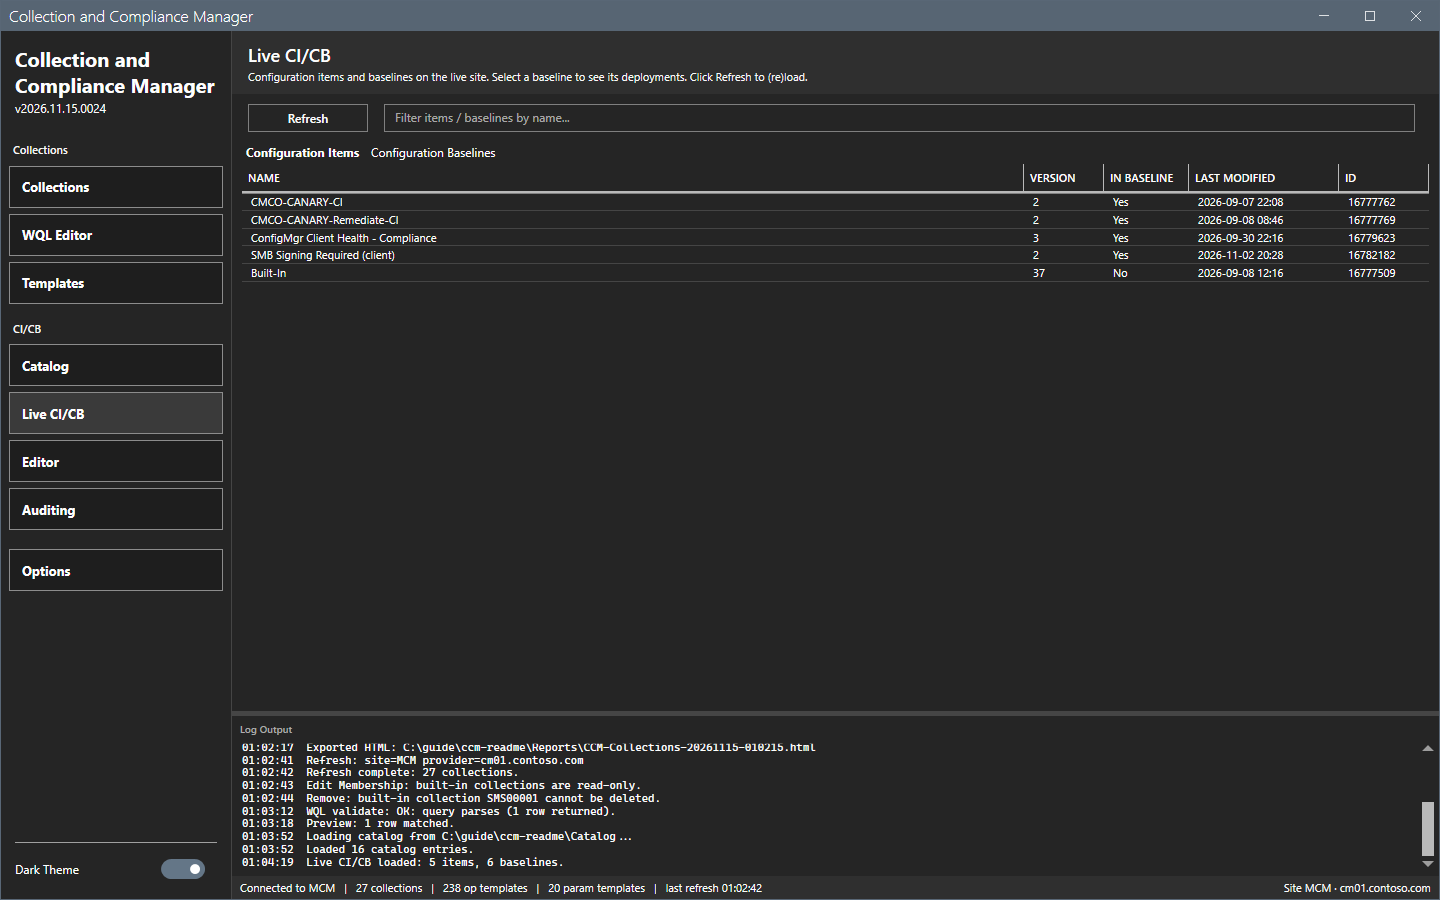 Collection and Compliance Manager
Collection and
Compliance Manager
v2026.11.15.0024
Collections
Collections
WQL Editor
Templates
CI/CB
Catalog
Live CI/CB
Editor
Auditing
Options
Dark Theme
Live CI/CB
Configuration items and baselines on the live site. Select a baseline to see its deployments. Click Refresh to (re)load.
Refresh
Filter items / baselines by name...
Configuration Items Configuration Baselines
NAME VERSION IN BASELINE LAST MODIFIED ID
CMCO-CANARY-CI 2 Yes 2026-09-07 22:08 16777762
CMCO-CANARY-Remediate-CI 2 Yes 2026-09-08 08:46 16777769
ConfigMgr Client Health - Compliance 3 Yes 2026-09-30 22:16 16779623
SMB Signing Required (client) 2 Yes 2026-11-02 20:28 16782182
Built-In 37 No 2026-09-08 12:16 16777509
Log Output
01:02:17 Exported HTML: C:\guide\ccm-readme\Reports\CCM-Collections-20261115-010215.html
01:02:41 Refresh: site=MCM provider=cm01.contoso.com
01:02:42 Refresh complete: 27 collections.
01:02:43 Edit Membership: built-in collections are read-only.
01:02:44 Remove: built-in collection SMS00001 cannot be deleted.
01:03:12 WQL validate: OK: query parses (1 row returned).
01:03:18 Preview: 1 row matched.
01:03:52 Loading catalog from C:\guide\ccm-readme\Catalog...
01:03:52 Loaded 16 catalog entries.
01:04:19 Live CI/CB loaded: 5 items, 6 baselines.
Connected to MCM | 27 collections | 238 op templates | 20 param templates | last refresh 01:02:42
Site MCM · cm01.contoso.com